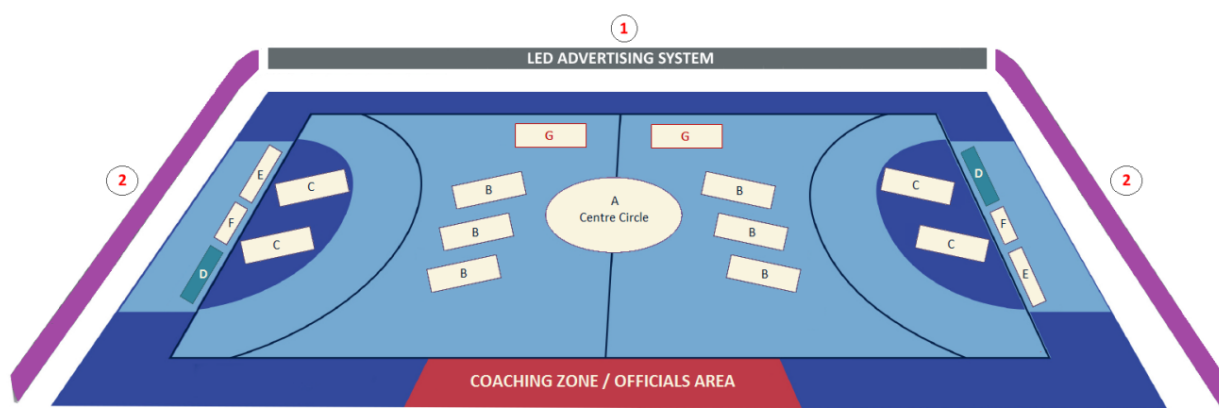 1
LED ADVERTISING SYSTEM
G
G
2
2
E
D
C
C
B
B
A
Centre Circle
F
F
B
B
C
C
E
D
B
B
COACHING ZONE / OFFICIALS AREA